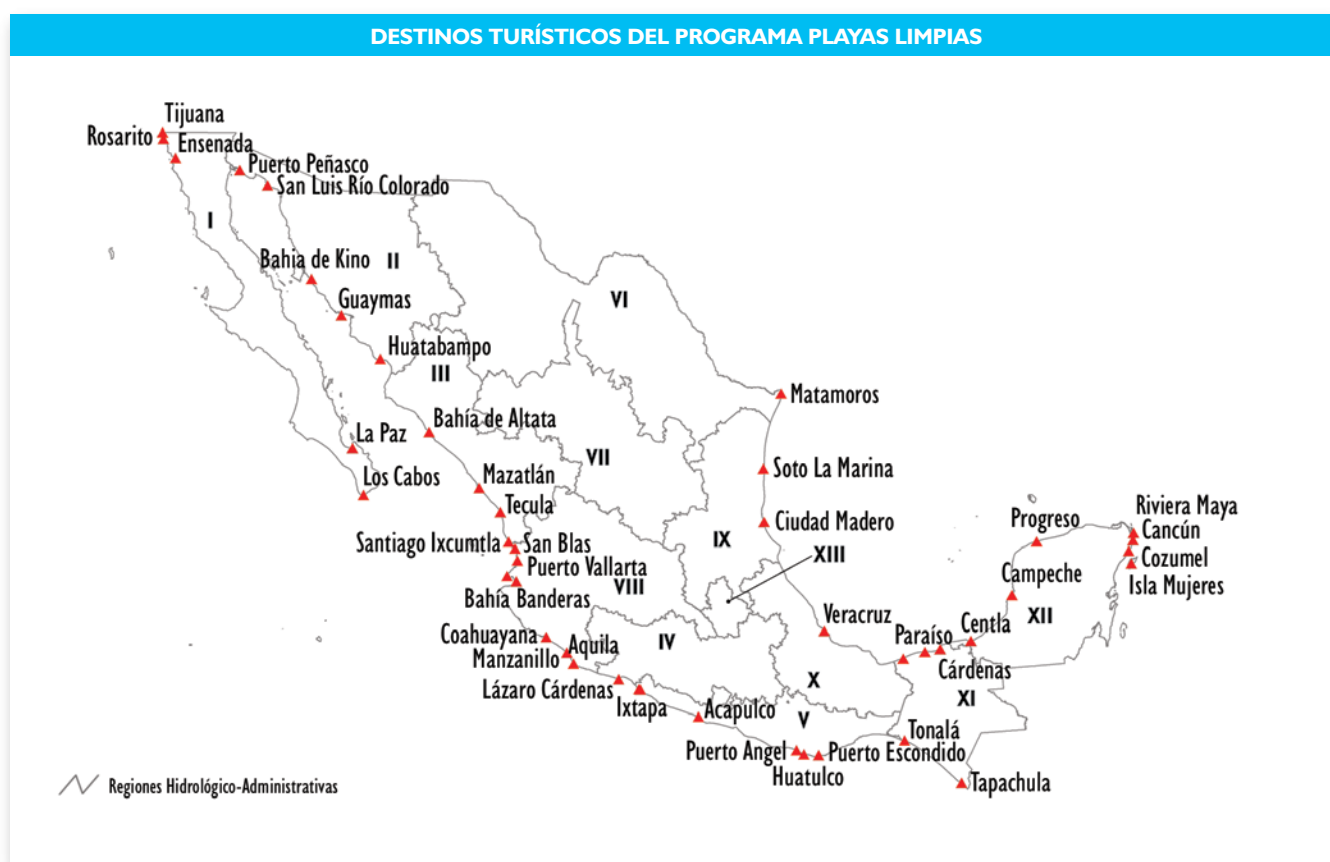 DESTINOS TURÍSTICOS DEL PROGRAMA PLAYAS LIMPIAS
Tijuana
Rosarito
Ensenada
Puerto Peñasco
San Luis Río Colorado
I
Bahia de Kino
II
Guaymas
VI
Huatabampo
III
Matamoros
Bahía de Altata
La Paz
VII
Soto La Marina
Los Cabos
Mazatlán
Tecula
Ciudad Madero
Riviera Maya
Progreso
Cancún
Santiago Ixcumtla
San Blas
IX
XIII
Cozumel
Puerto Vallarta
Campeche
Isla Mujeres
VIII
Bahía Banderas
XII
Veracruz
Centla
Coahuayana
Aquila
IV
Paraíso
Manzanillo
Cárdenas
Lázaro Cárdenas
X
XI
Ixtapa
Acapulco
V
Tonalá
Puerto Angel
Puerto Escondido
Huatulco
Tapachula
Regiones Hidrológico-Administrativas